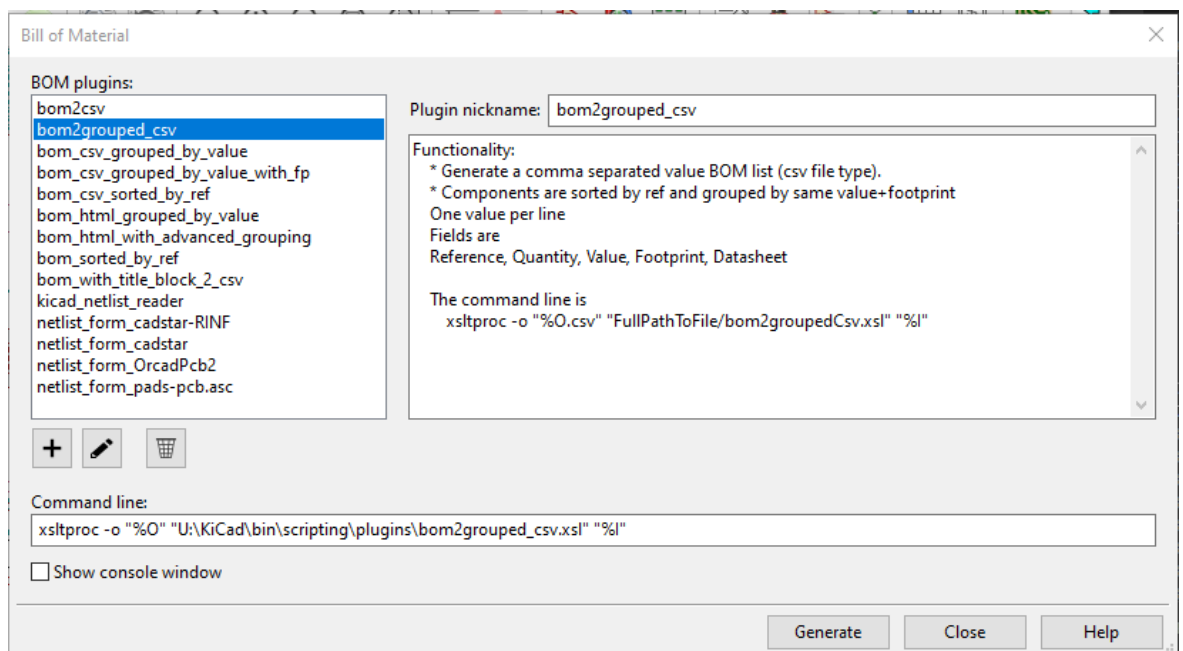 Bill of Material
BOM plugins:
bom2csv
bom2grouped_csv
bom_csv_grouped_by_value
bom_csv_grouped_by_value_with_fp
bom_csv_sorted_by_ref
bom_html_grouped_by_value
bom_html_with_advanced_grouping
bom_sorted_by_ref
bom_with_title_block_2_csv
kicad_netlist_reader
netlist_form_cadstar-RINF
netlist_form_cadstar
netlist_form_OrcadPcb2
netlist_form_pads-pcb.asc
Plugin nickname: bom2grouped_csv
Functionality:
* Generate a comma separated value BOM list (csv file type).
* Components are sorted by ref and grouped by same value+footprint
One value per line
Fields are
Reference, Quantity, Value, Footprint, Datasheet
The command line is
xsltproc -o "%O.csv" "FullPathToFile/bom2groupedCsv.xsl" "%I"
Command line:
xsltproc -o "%O" "U:\KiCad\bin\scripting\plugins\bom2grouped_csv.xsl" "%I"
Show console window
Generate
Close
Help